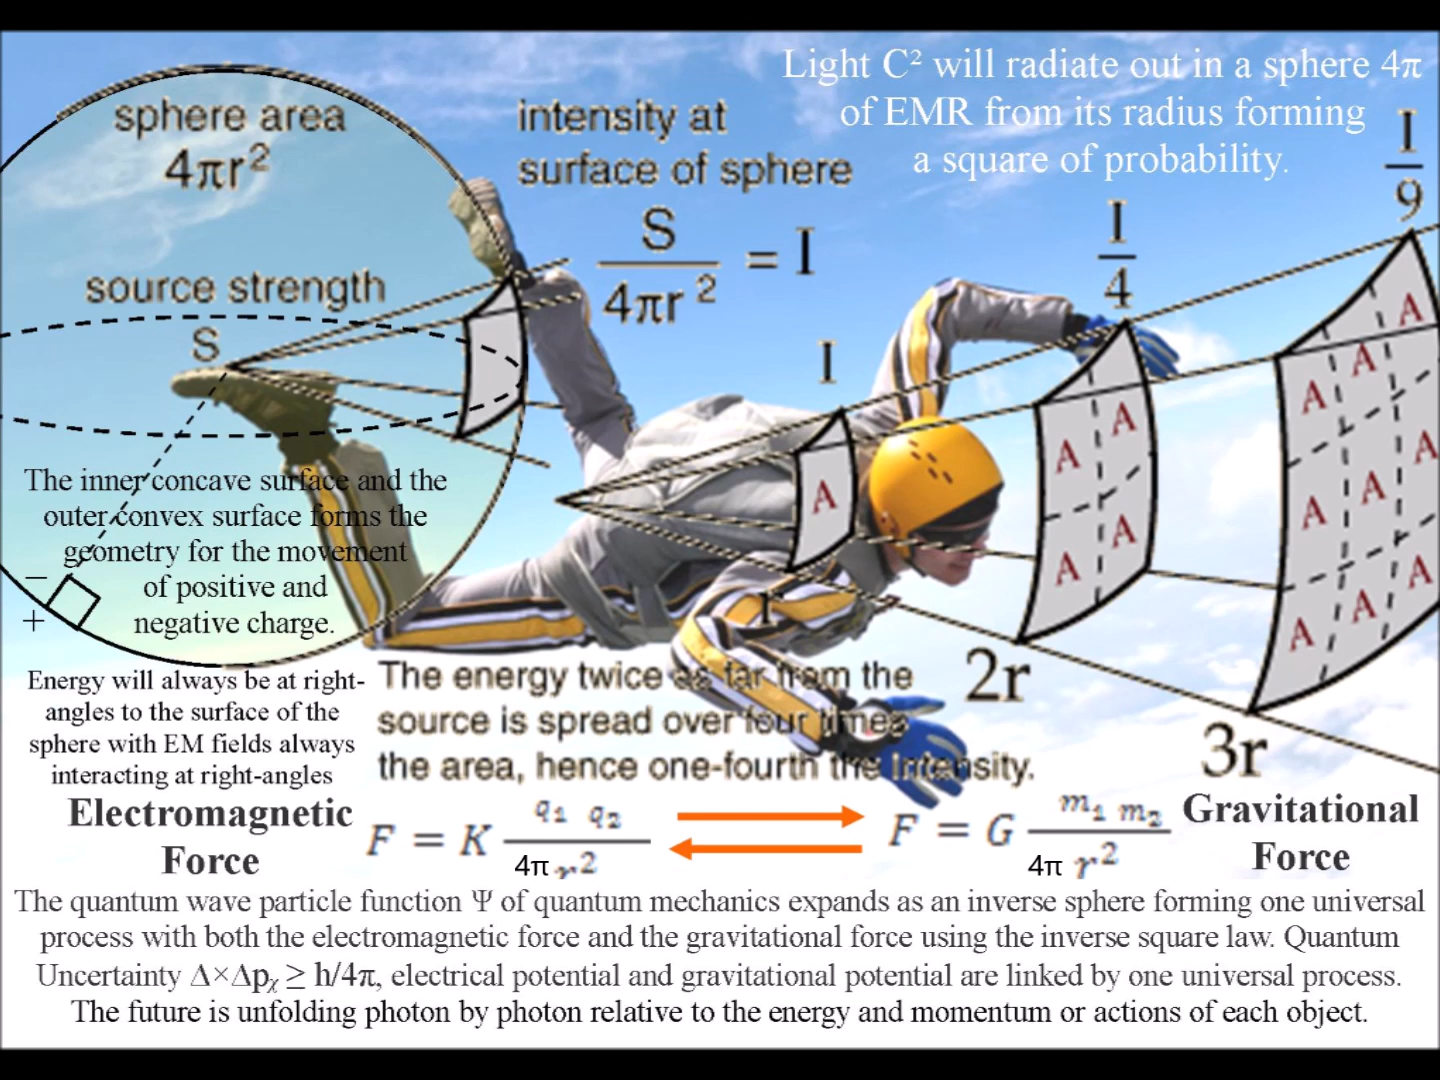 Light C² will radiate out in a sphere 4π
of EMR from its radius forming
a square of probability.
sphere area
4πr²
intensity at
surface of sphere
S
4πr²
= I
source strength
S
I
I
4
I
9
A
A
A
A
A
A
A
A
A
A
A
A
A
A
r
2r
3r
The inner concave surface and the
outer convex surface forms the
geometry for the movement
of positive and
negative charge.
−
+
Energy will always be at right-
angles to the surface of the
sphere with EM fields always
interacting at right-angles
The energy twice as far from the
source is spread over four times
the area, hence one-fourth the intensity.
Electromagnetic
Force
F = K q₁ q₂
4π r²
F = G m₁ m₂
4π r²
Gravitational
Force
The quantum wave particle function Ψ of quantum mechanics expands as an inverse sphere forming one universal
process with both the electromagnetic force and the gravitational force using the inverse square law. Quantum
Uncertainty Δ×Δpᵪ ≥ h/4π, electrical potential and gravitational potential are linked by one universal process.
The future is unfolding photon by photon relative to the energy and momentum or actions of each object.